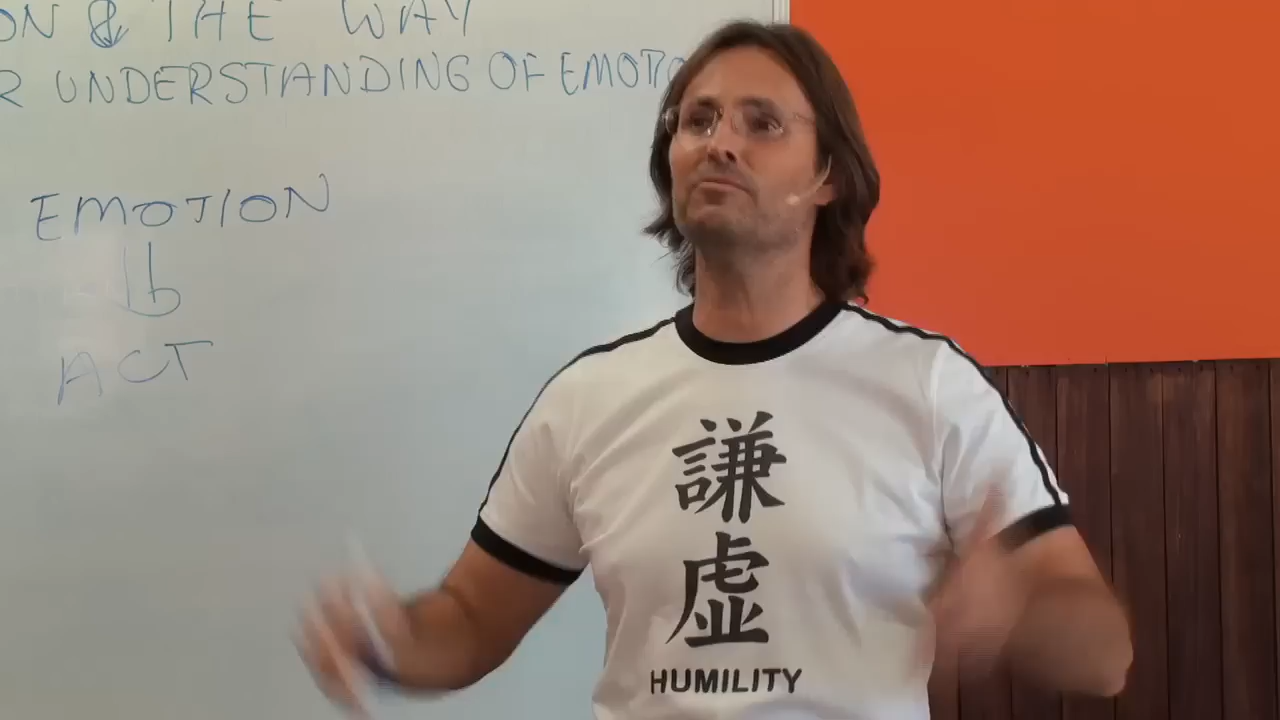 ON & THE WAY
R UNDERSTANDING OF EMOTIO
EMOTION
ACT
謙
虚
HUMILITY